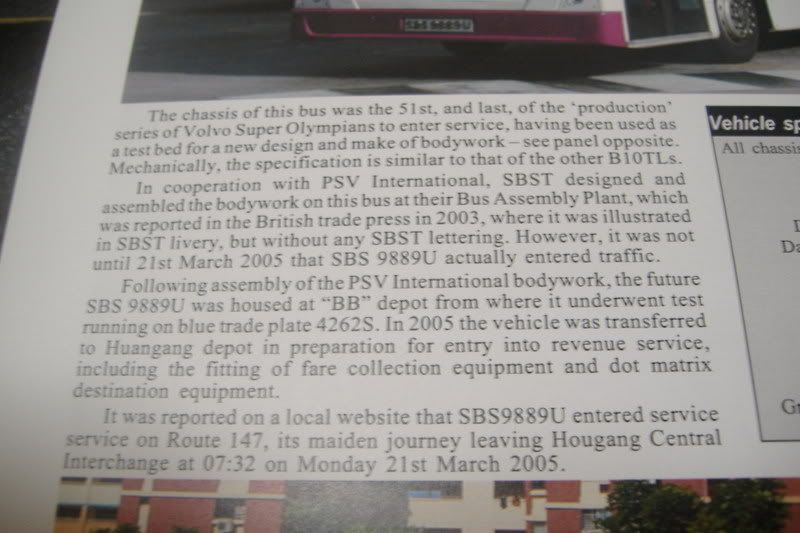 SBS 9889U
The chassis of this bus was the 51st, and last, of the ‘production’
series of Volvo Super Olympians to enter service, having been used as
a test bed for a new design and make of bodywork – see panel opposite.
Mechanically, the specification is similar to that of the other B10TLs.
In cooperation with PSV International, SBST designed and
assembled the bodywork on this bus at their Bus Assembly Plant, which
was reported in the British trade press in 2003, where it was illustrated
in SBST livery, but without any SBST lettering. However, it was not
until 21st March 2005 that SBS 9889U actually entered traffic.
Following assembly of the PSV International bodywork, the future
SBS 9889U was housed at “BB” depot from where it underwent test
running on blue trade plate 4262S. In 2005 the vehicle was transferred
to Huangang depot in preparation for entry into revenue service,
including the fitting of fare collection equipment and dot matrix
destination equipment.
It was reported on a local website that SBS9889U entered service
service on Route 147, its maiden journey leaving Hougang Central
Interchange at 07:32 on Monday 21st March 2005.
Vehicle sp
All chassis
Da